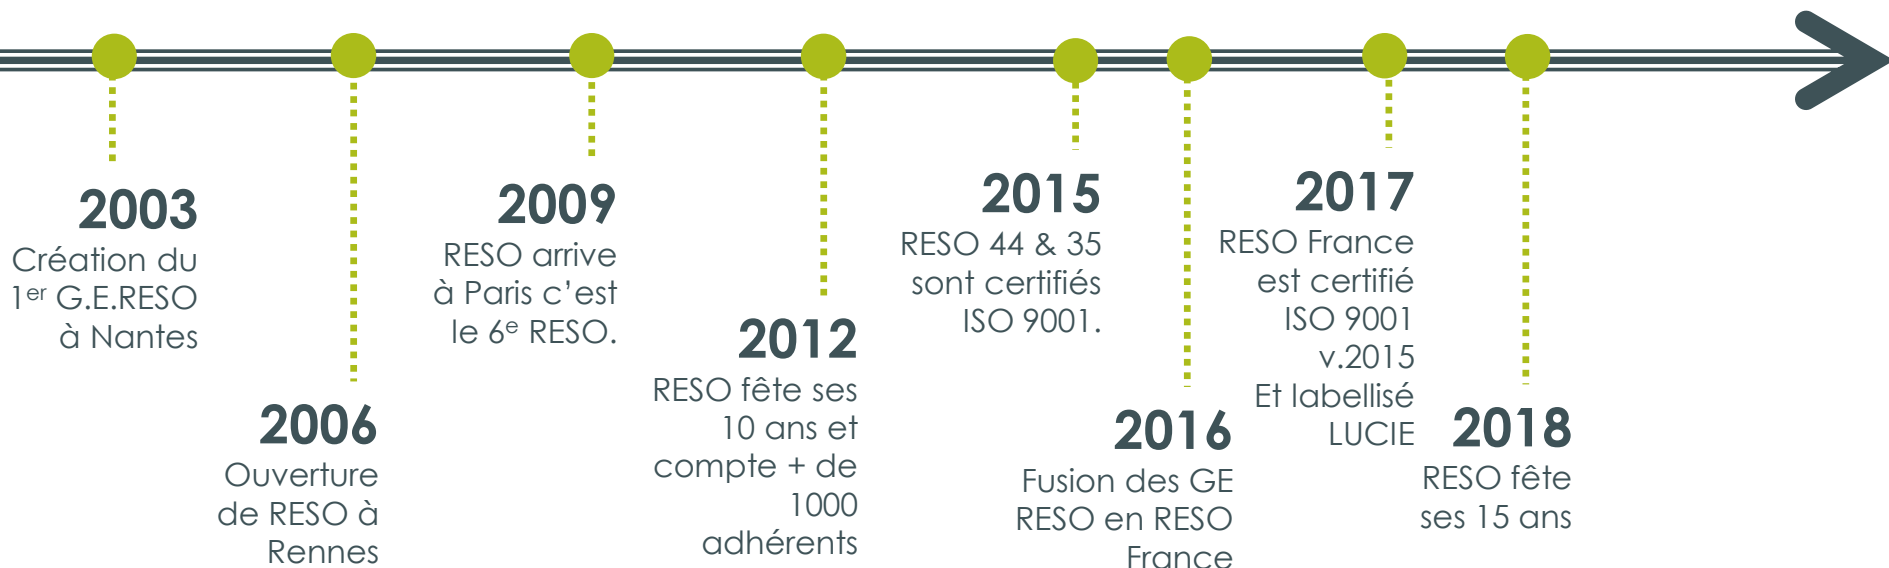 2003
Création du
1er G.E.RESO
à Nantes
2006
Ouverture
de RESO à
Rennes
2009
RESO arrive
à Paris c’est
le 6e RESO.
2012
RESO fête ses
10 ans et
compte + de
1000
adhérents
2015
RESO 44 & 35
sont certifiés
ISO 9001.
2016
Fusion des GE
RESO en RESO
France
2017
RESO France
est certifié
ISO 9001
v.2015
Et labellisé
LUCIE
2018
RESO fête
ses 15 ans